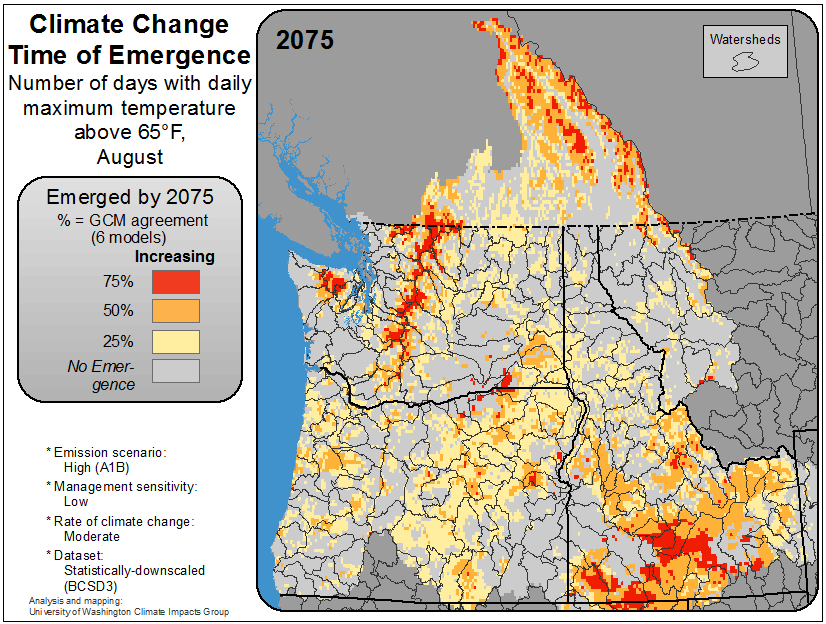 Climate Change
Time of Emergence
Number of days with daily
maximum temperature
above 65°F,
August
Emerged by 2075
% = GCM agreement
(6 models)
Increasing
75%
50%
25%
No Emer-
gence
* Emission scenario:
High (A1B)
* Management sensitivity:
Low
* Rate of climate change:
Moderate
* Dataset:
Statistically-downscaled
(BCSD3)
Analysis and mapping:
University of Washington Climate Impacts Group
2075
Watersheds